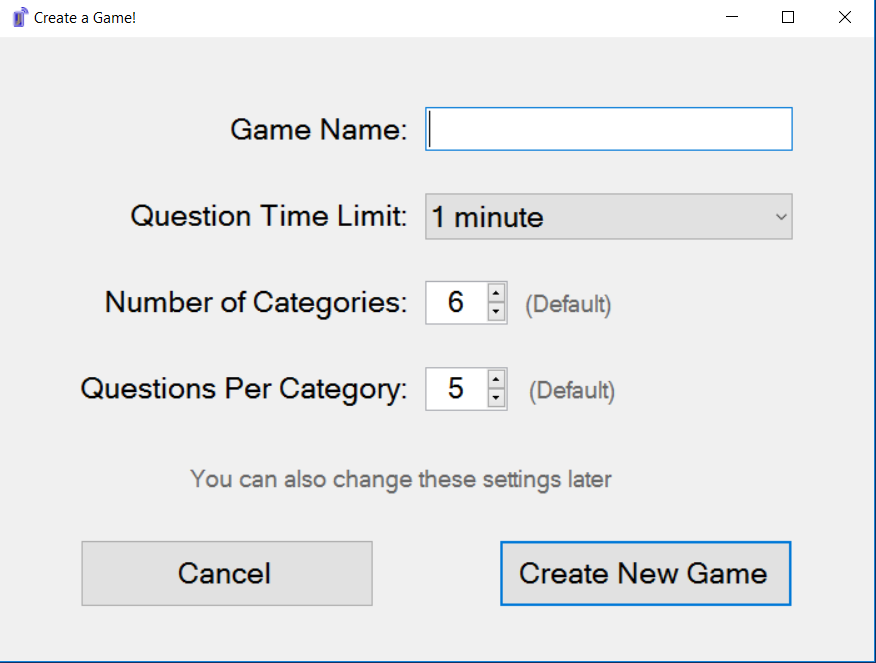 Create a Game!
Game Name:
Question Time Limit: 1 minute
Number of Categories: 6 (Default)
Questions Per Category: 5 (Default)
You can also change these settings later
Cancel Create New Game